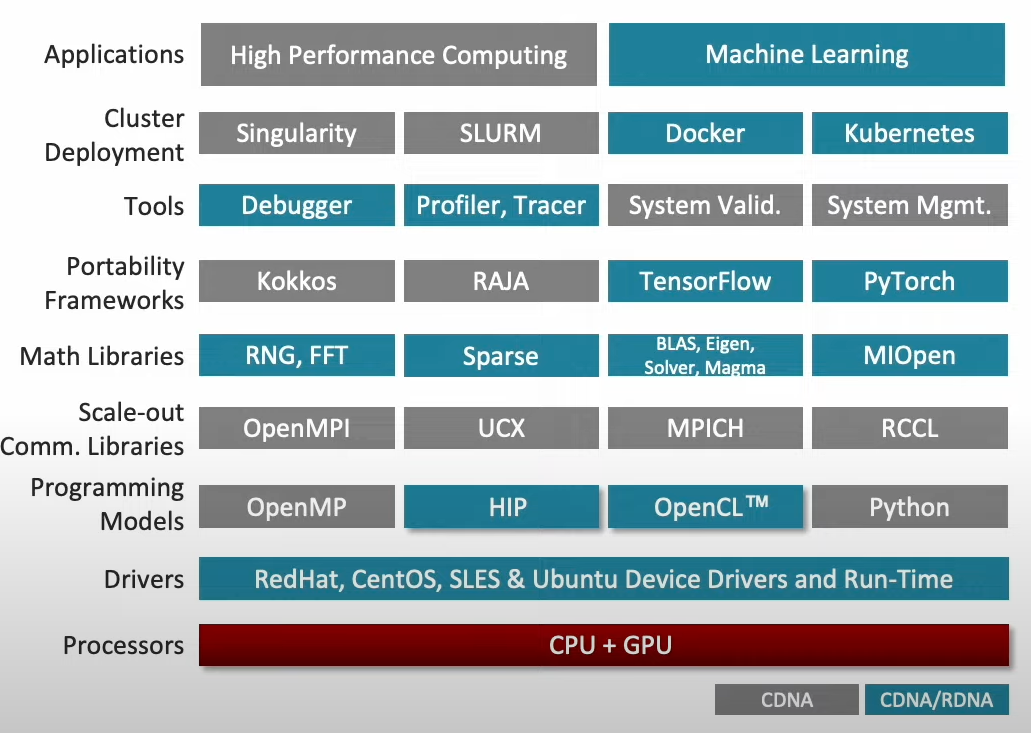 Applications
High Performance Computing
Machine Learning
Cluster
Deployment
Singularity
SLURM
Docker
Kubernetes
Tools
Debugger
Profiler, Tracer
System Valid.
System Mgmt.
Portability
Frameworks
Kokkos
RAJA
TensorFlow
PyTorch
Math Libraries
RNG, FFT
Sparse
BLAS, Eigen,
Solver, Magma
MIOpen
Scale-out
Comm. Libraries
OpenMPI
UCX
MPICH
RCCL
Programming
Models
OpenMP
HIP
OpenCL™
Python
Drivers
RedHat, CentOS, SLES & Ubuntu Device Drivers and Run-Time
Processors
CPU + GPU
CDNA
CDNA/RDNA